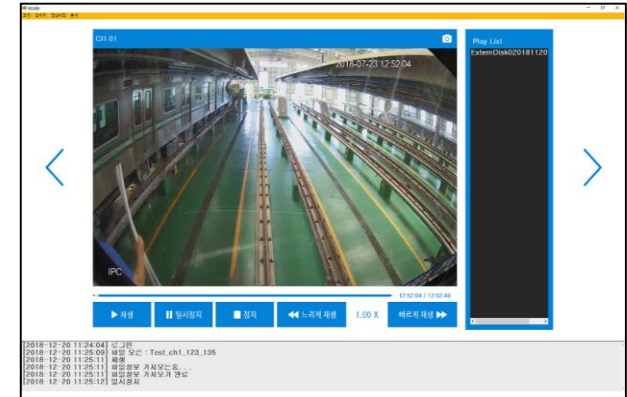 CH 01
Play List
ExternDisk020181120
2018-07-23 12:52:04
IPC
12:52:04 / 12:52:49
▶ 재생
일시정지
정지
◀◀ 느리게 재생
1.00 X
빠르게 재생 ▶▶
[2018-12-20 11:24:04] 로그인
[2018-12-20 11:25:09] 파일 오픈 : Test_ch1_123_135
[2018-12-20 11:25:11] 재생
[2018-12-20 11:25:11] 파일정보 가져오는중...
[2018-12-20 11:25:11] 파일정보 가져오기 완료
[2018-12-20 11:25:12] 일시정지